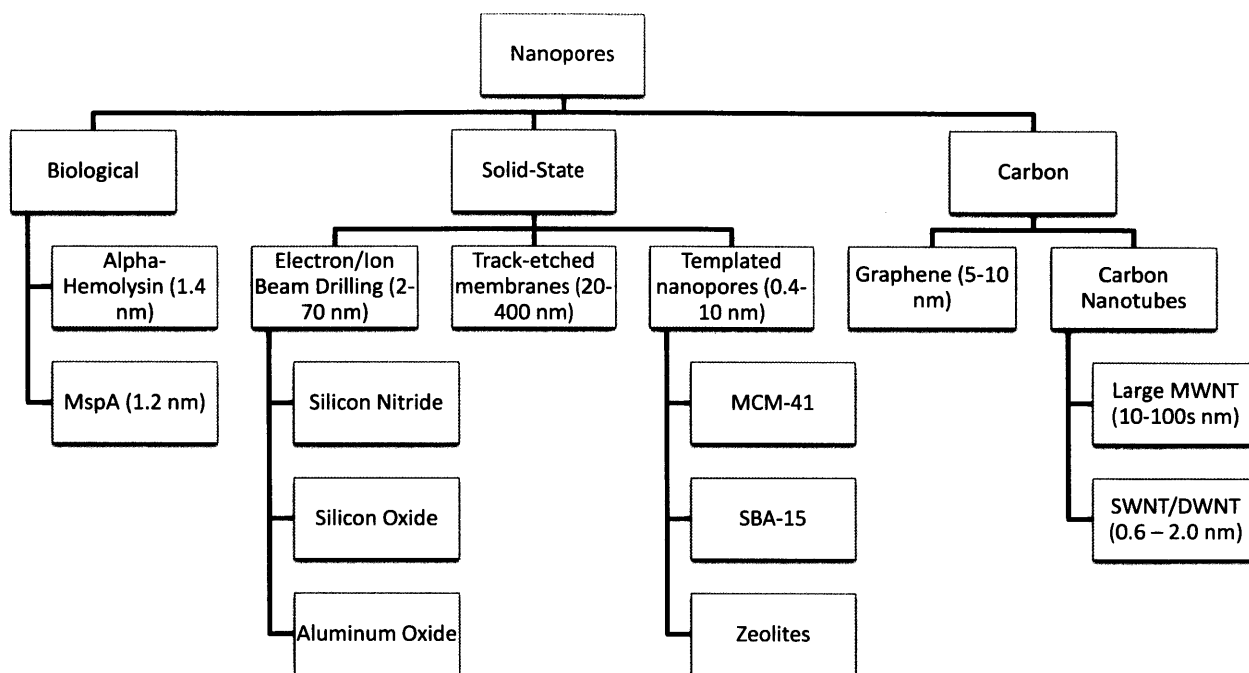 Nanopores
Biological
Solid-State
Carbon
Alpha-
Hemolysin (1.4
nm)
Electron/Ion
Beam Drilling (2-
70 nm)
Track-etched
membranes (20-
400 nm)
Templated
nanopores (0.4-
10 nm)
Graphene (5-10
nm)
Carbon
Nanotubes
MspA (1.2 nm)
Silicon Nitride
MCM-41
Large MWNT
(10-100s nm)
Silicon Oxide
SBA-15
SWNT/DWNT
(0.6 – 2.0 nm)
Aluminum Oxide
Zeolites